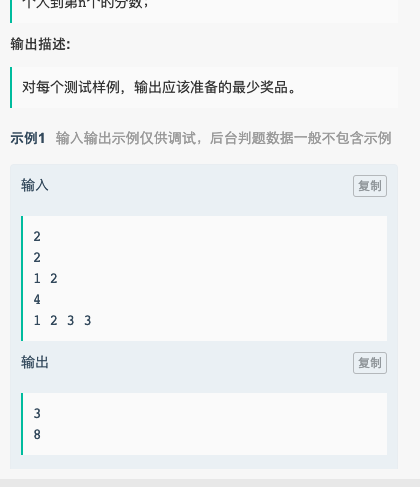 个人到第n个的分数，
输出描述:
对每个测试样例，输出应该准备的最少奖品。
示例1 输入输出示例仅供调试，后台判题数据一般不包含示例
输入 复制
2
2
1 2
4
1 2 3 3
输出 复制
3
8